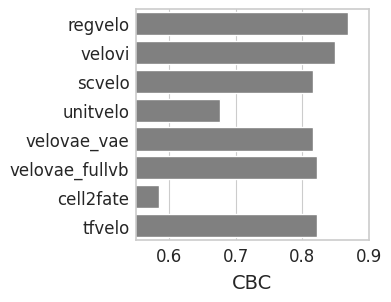 regvelo
velovi
scvelo
unitvelo
velovae_vae
velovae_fullvb
cell2fate
tfvelo
0.6 0.7 0.8 0.9
CBC